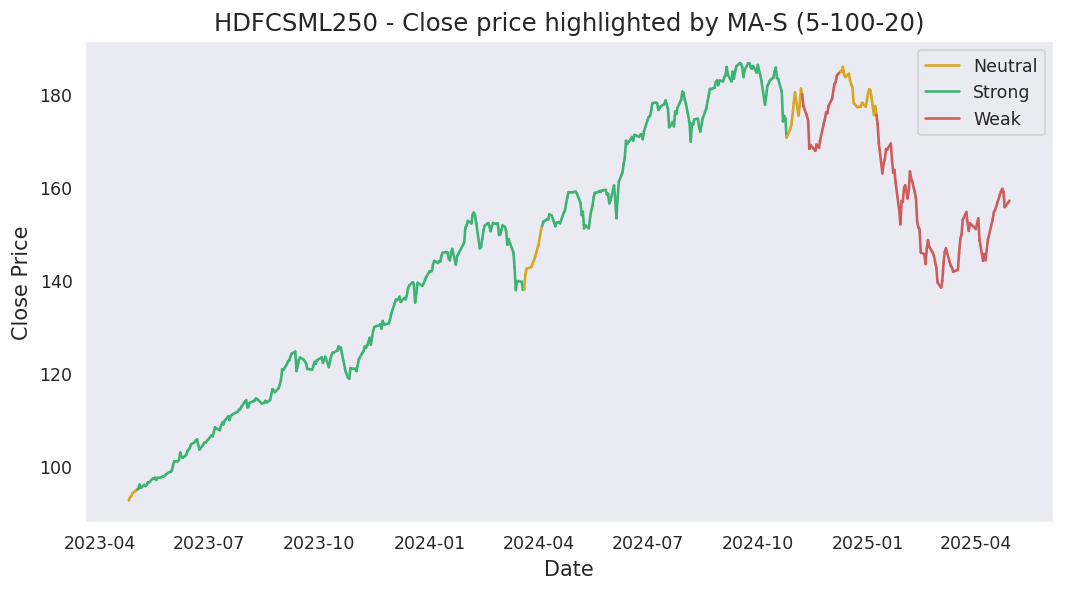 HDFCSML250 - Close price highlighted by MA-S (5-100-20)
Neutral
Strong
Weak
Close Price
180
160
140
120
100
2023-04 2023-07 2023-10 2024-01 2024-04 2024-07 2024-10 2025-01 2025-04
Date